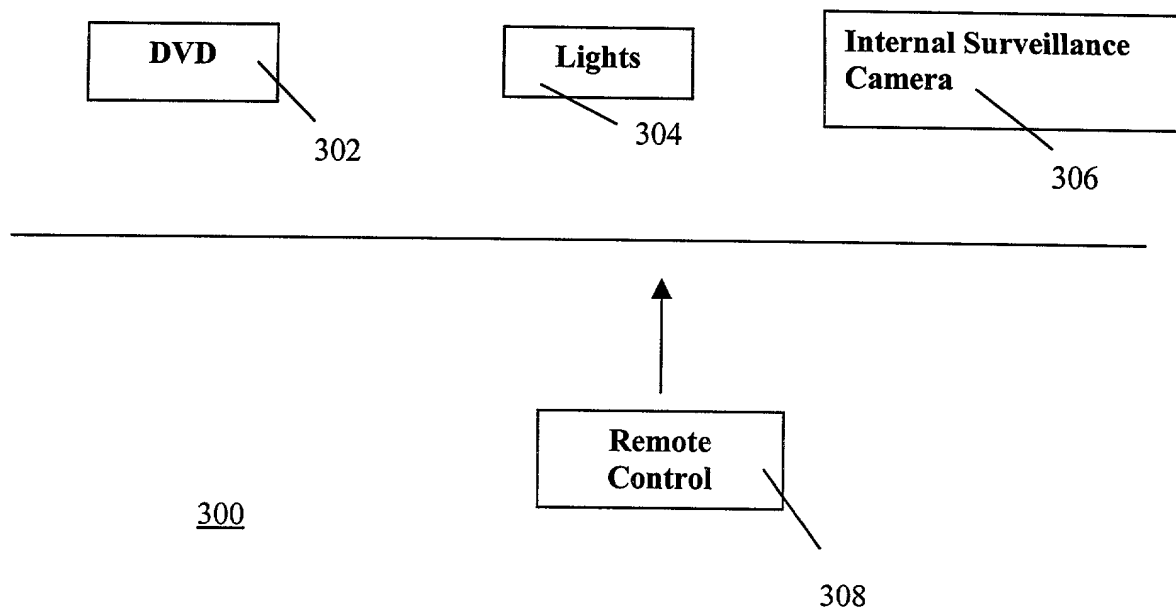 DVD
Lights
Internal Surveillance
Camera
302
304
306
Remote
Control
300
308